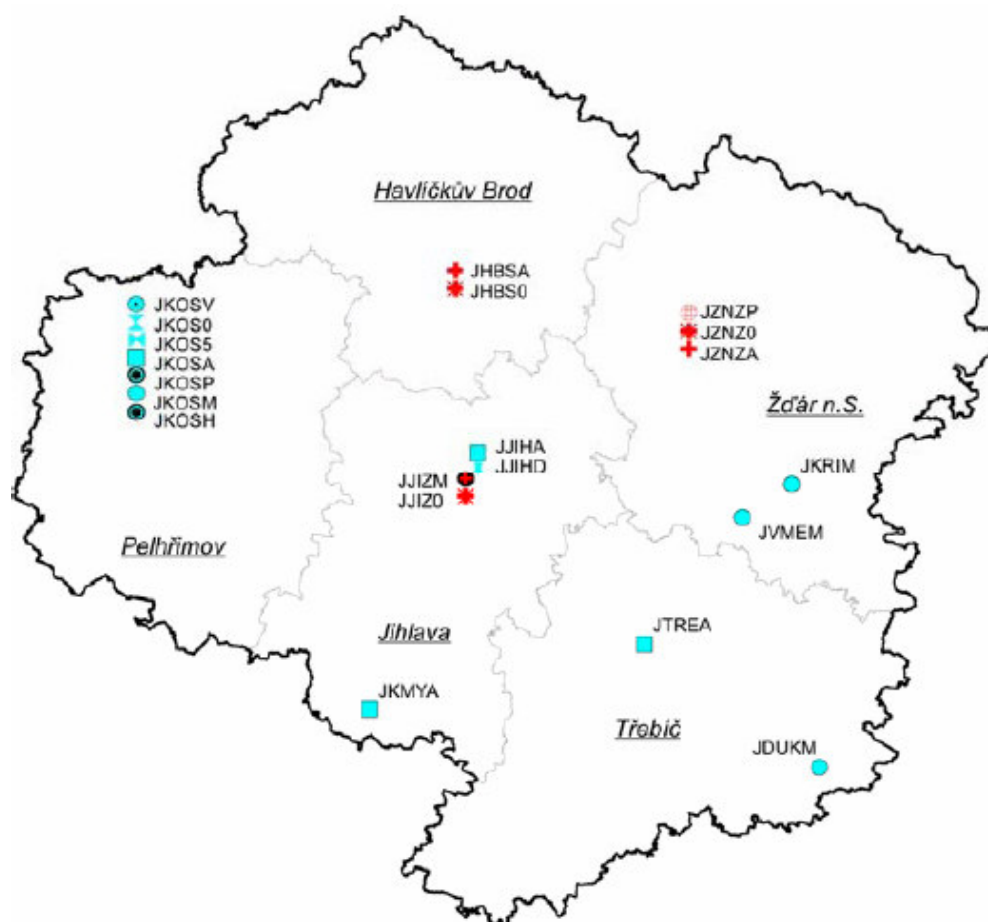 Havlíčkův Brod
JHBSA
JHBS0
JKOSV
JKOS0
JKOS5
JKOSA
JKOSP
JKOSM
JKOSH
JZNZP
JZNZ0
JZNZA
Žďár n.S.
JJIHA
JJIHD
JJIZM
JJIZ0
JKRIM
JVMEM
Pelhřimov
Jihlava
JTREA
JKMYA
Třebíč
JDUKM